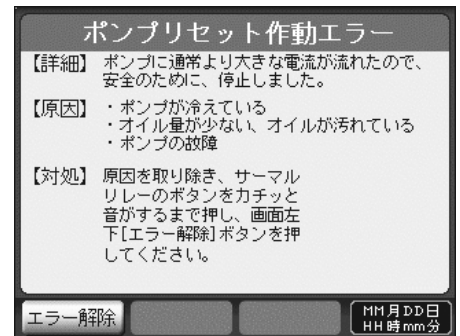 ポンプリセット作動エラー
【詳細】 ポンプに通常より大きな電流が流れたので、
安全のために、停止しました。
【原因】 ・ポンプが冷えている
・オイル量が少ない、オイルが汚れている
・ポンプの故障
【対処】 原因を取り除き、サーマル
リレーのボタンをカチッと
音がするまで押し、画面左
下[エラー解除]ボタンを押
してください。
エラー解除
MM月DD日
HH時mm分